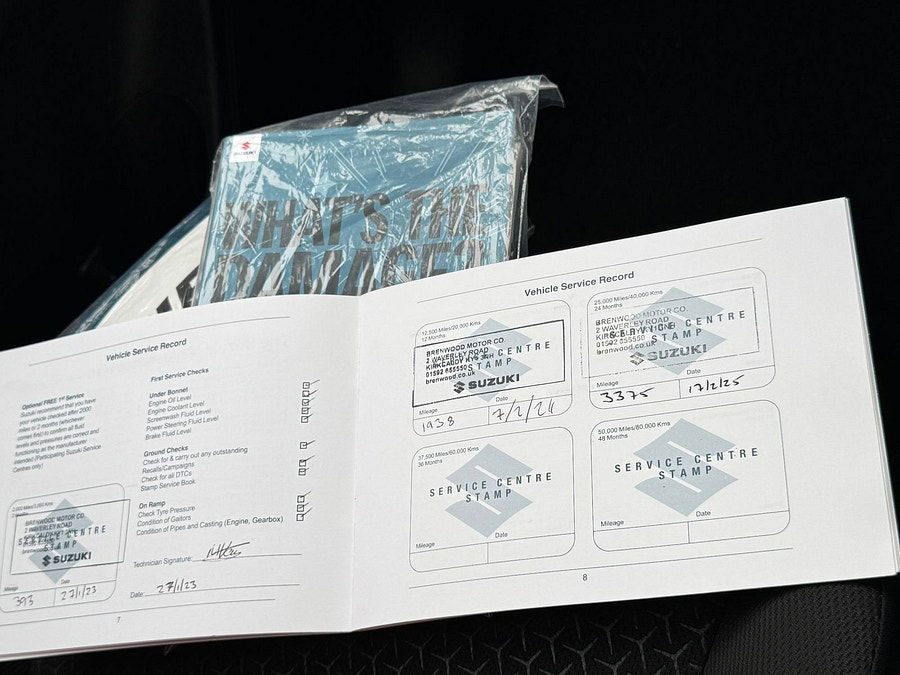 SUZUKI
WHAT'S THE
DAMAGE?
Vehicle Service Record
Optional FREE 1st Service
Suzuki recommend that you have
your vehicle checked after 2000
miles or 2 months (whichever
comes first) to confirm all fluid
levels and pressures are correct and
functioning as the manufacturer
intended (Participating Suzuki Service
Centres only)
First Service Checks
Under Bonnet
Engine Oil Level
Engine Coolant Level
Screenwash Fluid Level
Power Steering Fluid Level
Brake Fluid Level
Ground Checks
Check for & carry out any outstanding
Recalls/Campaigns
Check for all DTCs
Stamp Service Book
On Ramp
Check Tyre Pressure
Condition of Gaitors
Condition of Pipes and Casting (Engine, Gearbox)
Technician Signature:
Date: 27/1/23
BRENWOOD MOTOR CO.
2 WAVERLEY ROAD
SERVICE CENTRE
STAMP
SUZUKI
Mileage
Date
393
27/1/23
7
Vehicle Service Record
12,500 Miles/20,000 Kms
12 Months
BRENWOOD MOTOR CO.
2 WAVERLEY ROAD
KIRKCALDY KY1 3NH
01592 655550
brenwood.co.uk
SERVICE CENTRE
STAMP
SUZUKI
Mileage
Date
1938
7/2/24
25,000 Miles/40,000 Kms
24 Months
BRENWOOD MOTOR CO.
2 WAVERLEY ROAD
01592 655550
brenwood.co.uk
SERVICE CENTRE
STAMP
SUZUKI
Mileage
Date
3375
17/2/25
37,500 Miles/60,000 Kms
36 Months
SERVICE CENTRE
STAMP
Mileage
Date
50,000 Miles/80,000 Kms
48 Months
SERVICE CENTRE
STAMP
Mileage
Date
8